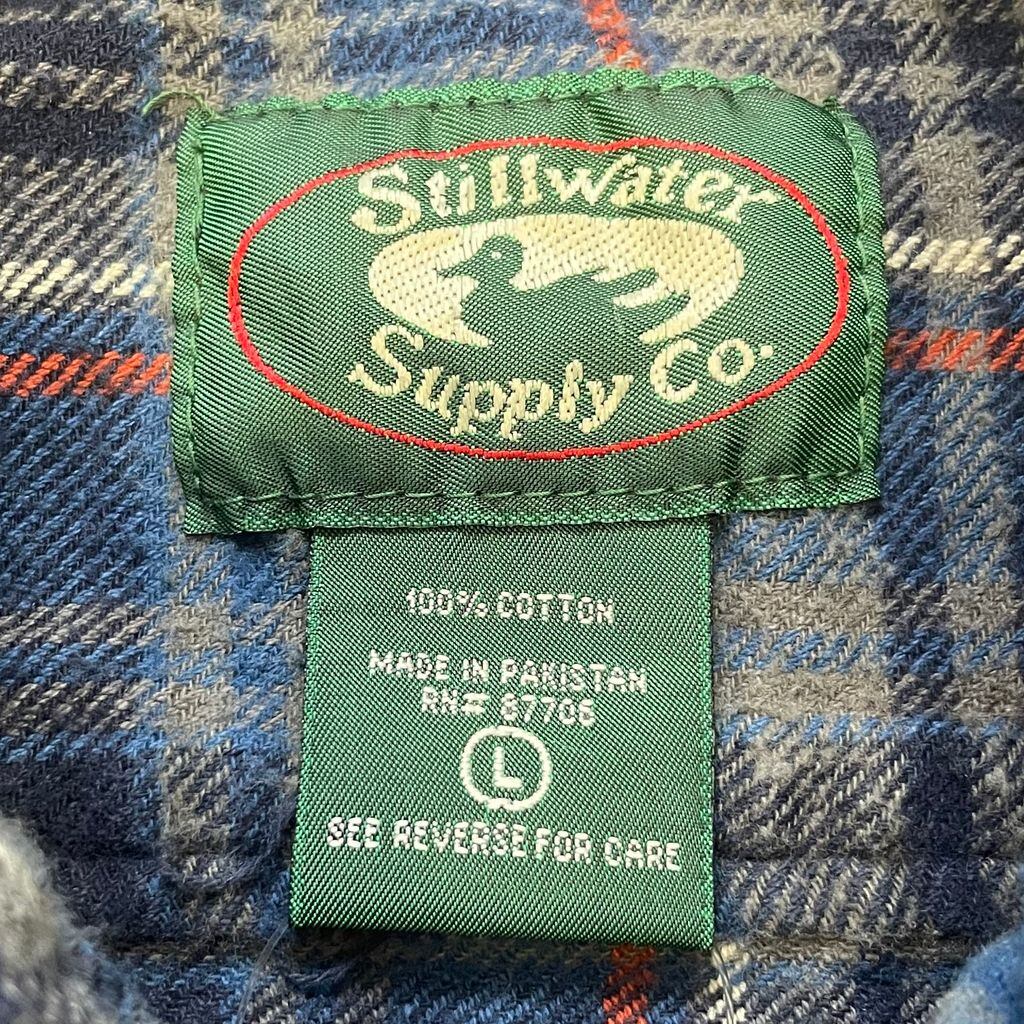 Stillwater
Supply Co.
100% COTTON
MADE IN PAKISTAN
RN= 87706
L
SEE REVERSE FOR CARE